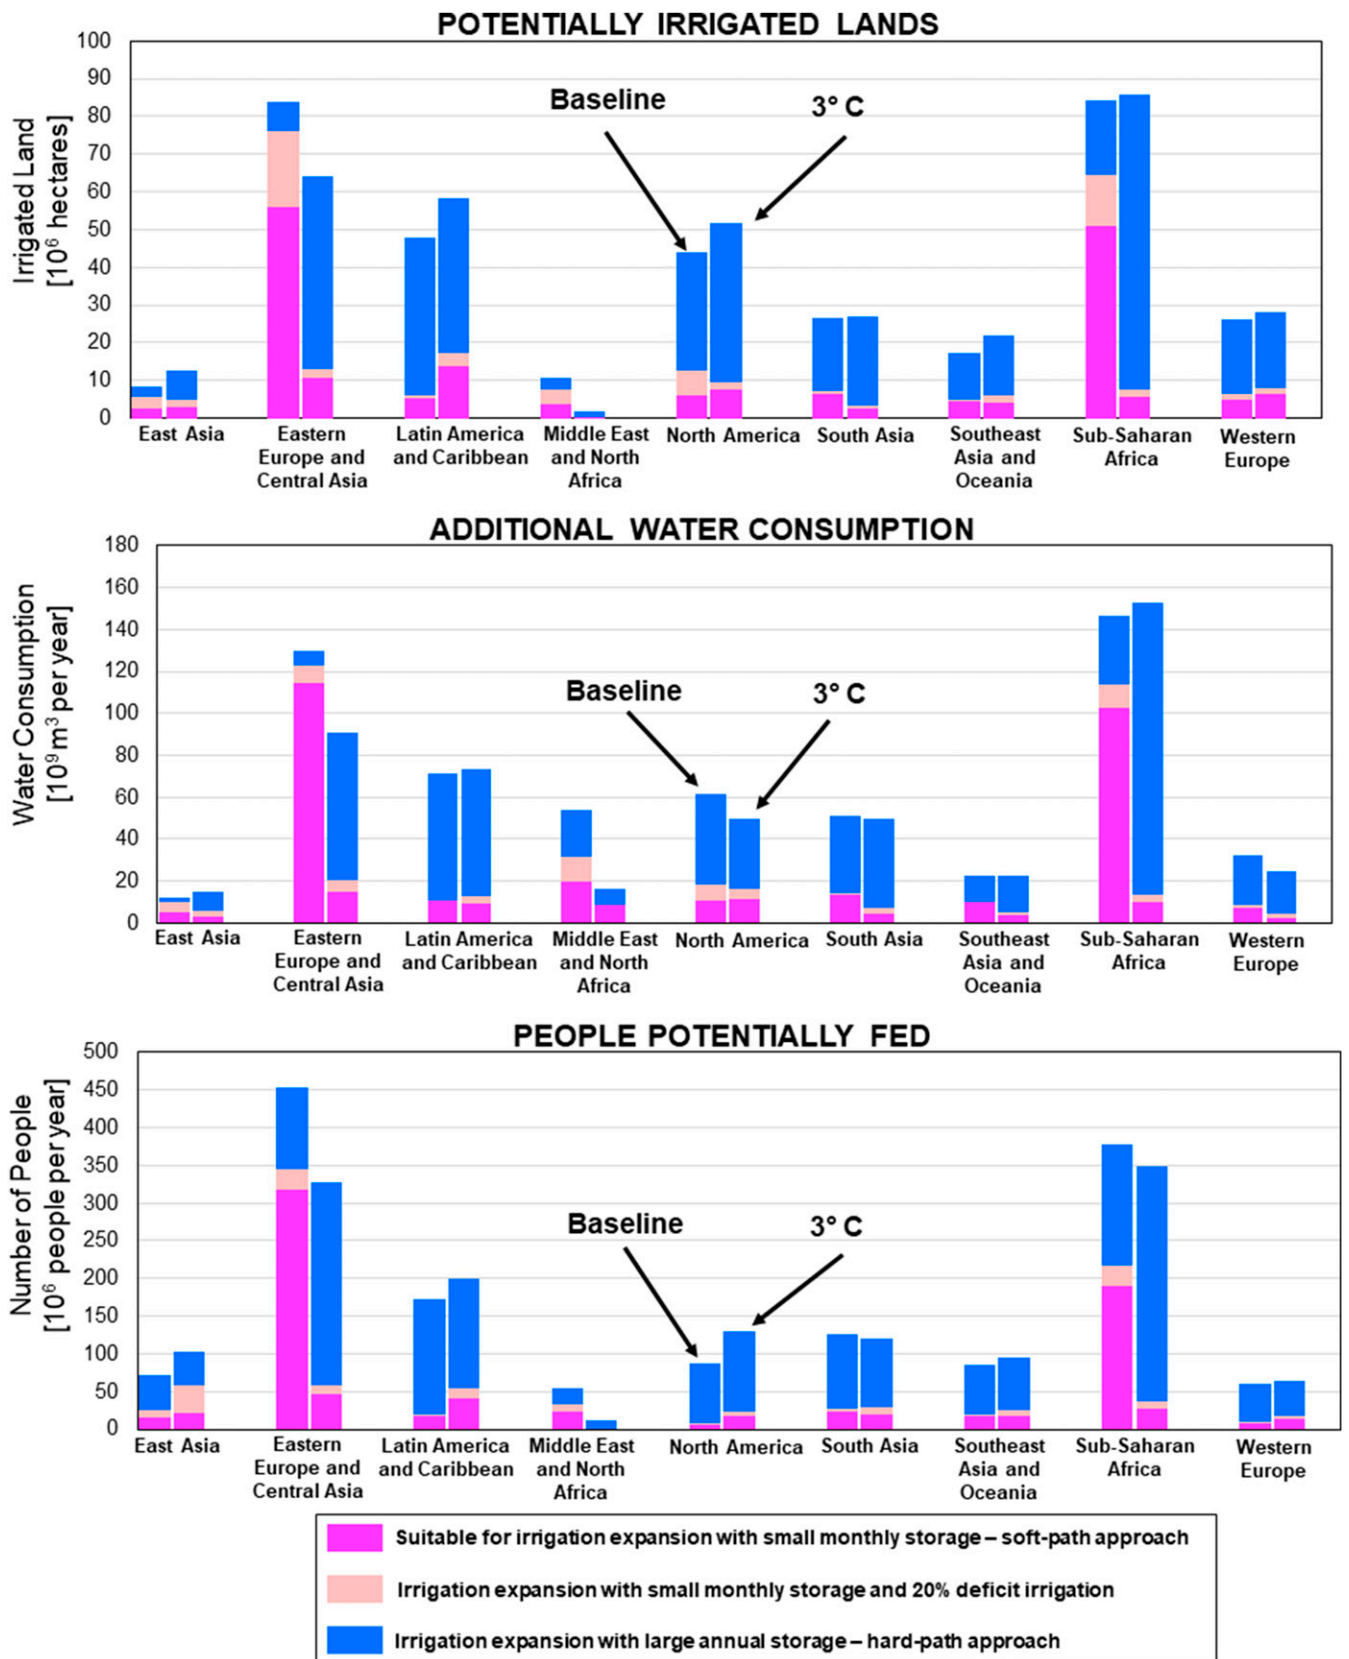 POTENTIALLY IRRIGATED LANDS
Irrigated Land
[10⁶ hectares]
100
90
80
70
60
50
40
30
20
10
0
Baseline
3° C
East Asia
Eastern
Europe and
Central Asia
Latin America
and Caribbean
Middle East
and North
Africa
North America
South Asia
Southeast
Asia and
Oceania
Sub-Saharan
Africa
Western
Europe
ADDITIONAL WATER CONSUMPTION
Water Consumption
[10⁹ m³ per year]
180
160
140
120
100
80
60
40
20
0
Baseline
3° C
East Asia
Eastern
Europe and
Central Asia
Latin America
and Caribbean
Middle East
and North
Africa
North America
South Asia
Southeast
Asia and
Oceania
Sub-Saharan
Africa
Western
Europe
PEOPLE POTENTIALLY FED
Number of People
[10⁶ people per year]
500
450
400
350
300
250
200
150
100
50
0
Baseline
3° C
East Asia
Eastern
Europe and
Central Asia
Latin America
and Caribbean
Middle East
and North
Africa
North America
South Asia
Southeast
Asia and
Oceania
Sub-Saharan
Africa
Western
Europe
Suitable for irrigation expansion with small monthly storage – soft-path approach
Irrigation expansion with small monthly storage and 20% deficit irrigation
Irrigation expansion with large annual storage – hard-path approach